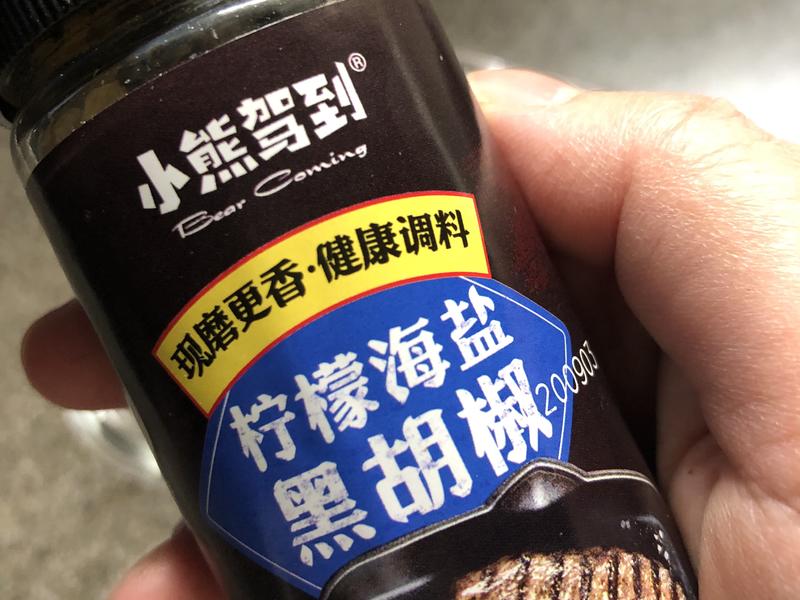 小熊驾到®
Bear Coming
现磨更香·健康调料
柠檬海盐
黑胡椒
200903